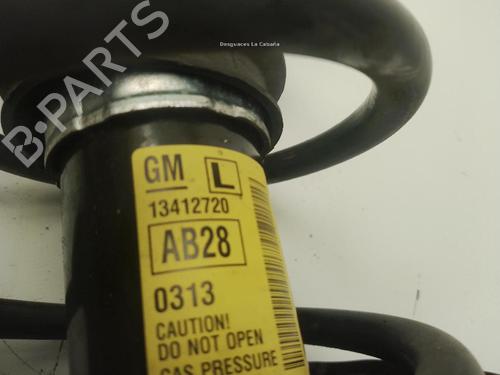 Desguaces La Cabaña
B-PARTS
GM L
13412720
AB28
0313
CAUTION!
DO NOT OPEN
GAS PRESSURE